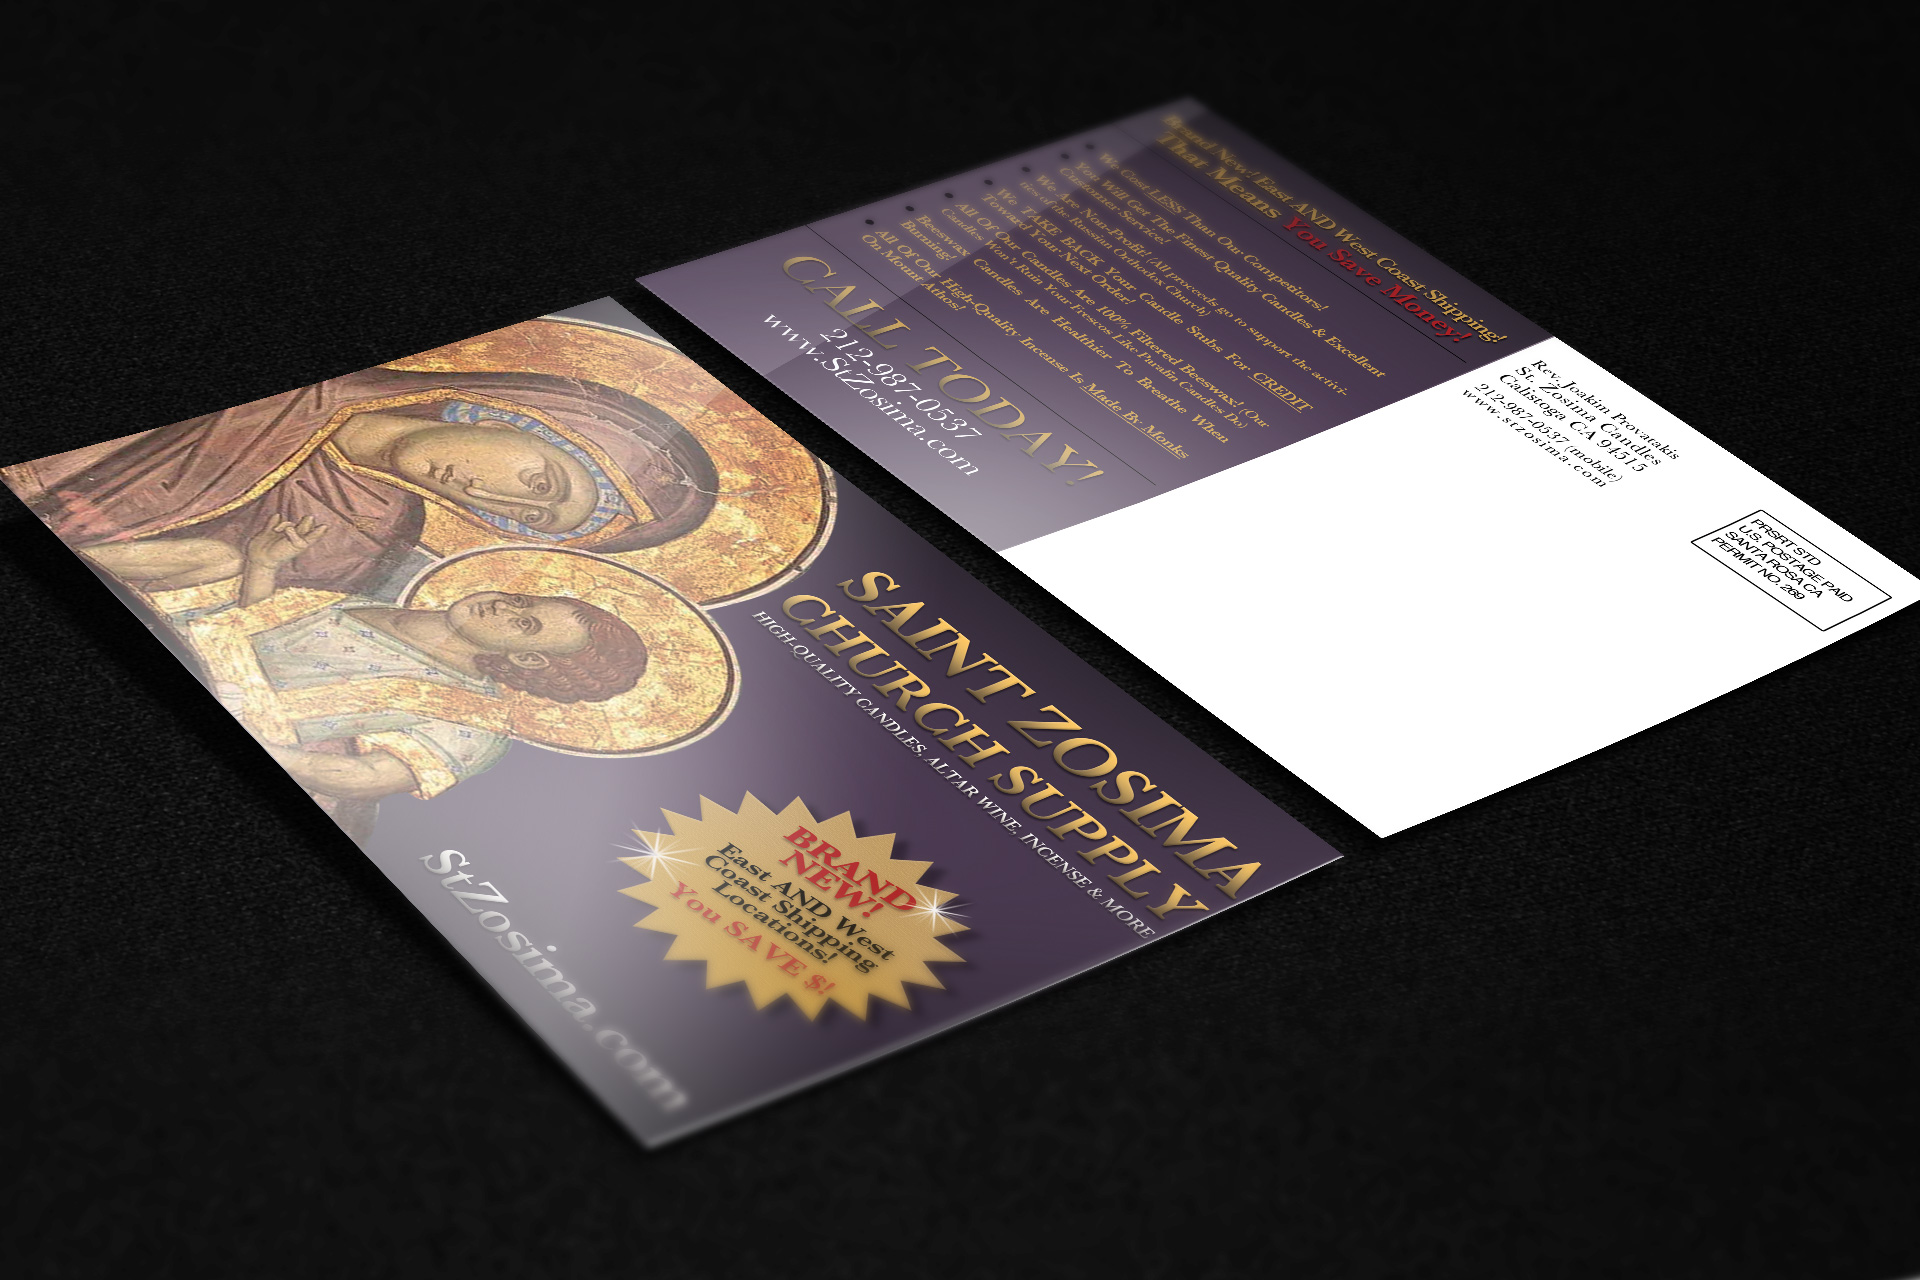 SAINT ZOSIMA
CHURCH SUPPLY
HIGH-QUALITY CANDLES, ALTAR WINE, INCENSE & MORE
BRAND
NEW!
East AND West
Coast Shipping
Locations!
You SAVE $!
StZosima.com
Brand New! East AND West Coast Shipping!
That Means You Save Money!
We Cost LESS Than Our Competitors!
You Will Get The Finest Quality Candles & Excellent
Customer Service!
We Are Non-Profit! (All proceeds go to support the activi-
ties of the Russian Orthodox Church)
We TAKE BACK Your Candle Stubs For CREDIT
Toward Your Next Order!
All Of Our Candles Are 100% Filtered Beeswax! (Our
Candles Won't Ruin Your Frescos Like Parafin Candles Do)
Beeswax Candles Are Healthier To Breathe When
Burning!
All Of Our High-Quality Incense Is Made By Monks
On Mount Athos!
CALL TODAY!
212-987-0537
www.StZosima.com
Rev. Joakim Provatakis
St. Zosima Candles
Calistoga CA 94515
212-987-0537 (mobile)
www.stzosima.com
PRSRT STD
U.S. POSTAGE PAID
SANTA ROSA CA
PERMIT NO. 269